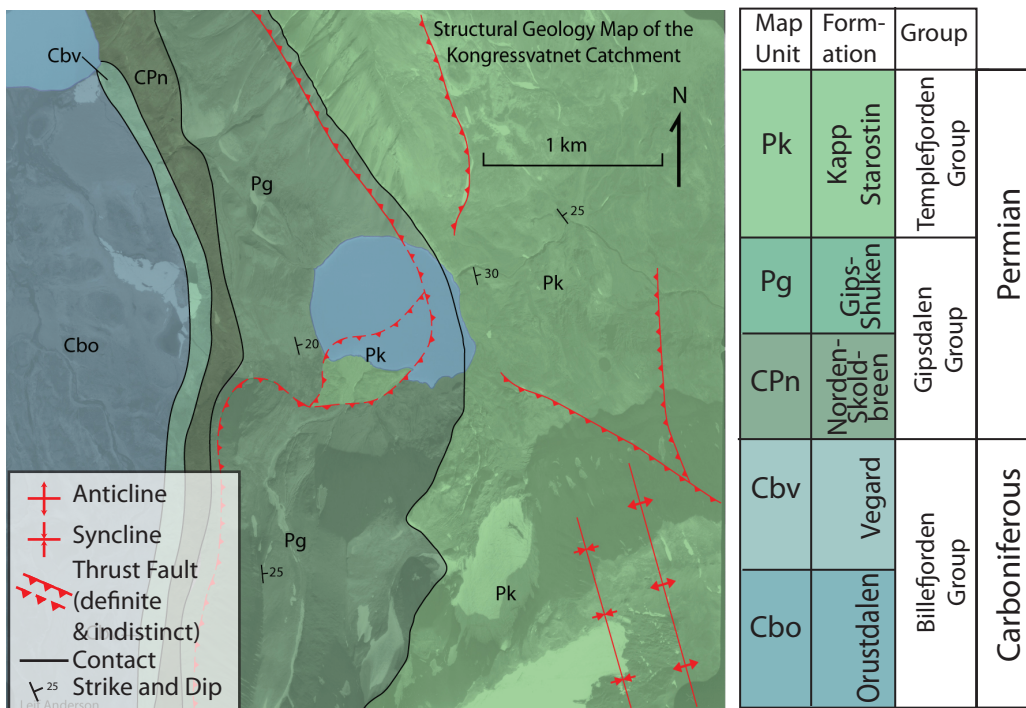 Structural Geology Map of the
Kongressvatnet Catchment
Cbv
CPn
N
1 km
Pg
25
Pk
30
20
Pk
Cbo
Pg
25
Pk
Anticline
Syncline
Thrust Fault
(definite
& indistinct)
Contact
25 Strike and Dip
Leif Anderson
Map
Unit
Form-
ation
Group
Pk
Kapp
Starostin
Templefjorden
Group
Permian
Pg
Gips-
Shulken
Gipsdalen
Group
CPn
Norden-
Skold-
breen
Cbv
Vegard
Billefjorden
Group
Carboniferous
Cbo
Orustdalen